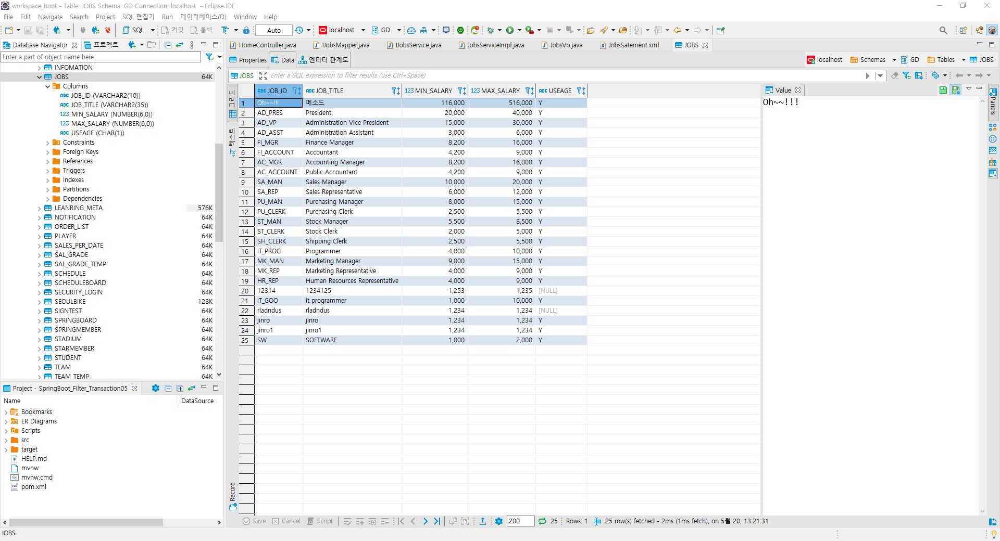 workspace_boot - Table: JOBS Schema: GD Connection: localhost - Eclipse IDE
File Edit Navigate Search Project SQL 편집기 Run 데이터베이스(D) Window Help
SQL 커밋 롤백 Auto localhost GD
Database Navigator 프로젝트
HomeController.java IJobsMapper.java IJobsService.java JobsServiceImpl.java JobsVo.java JobsSatement.xml JOBS
Enter a part of object name here
Properties Data 엔티티 관계도
localhost Schemas GD Tables JOBS
JOBS Enter a SQL expression to filter results (use Ctrl+Space)
INFOMATION
JOBS 64K
Columns
ABC JOB_ID (VARCHAR2(10))
ABC JOB_TITLE (VARCHAR2(35))
123 MIN_SALARY (NUMBER(6,0))
123 MAX_SALARY (NUMBER(6,0))
ABC USEAGE (CHAR(1))
Constraints
Foreign Keys
References
Triggers
Indexes
Partitions
Dependencies
LEANRING_META 576K
NOTIFICATION 64K
ORDER_LIST 64K
PLAYER 64K
SALES_PER_DATE 64K
SAL_GRADE 64K
SAL_GRADE_TEMP 64K
SCHEDULE 64K
SCHEDULEBOARD 64K
SECURITY_LOGIN 64K
SEOULBIKE 128K
SIGNTEST 64K
SPRINGBOARD 64K
SPRINGMEMBER 64K
STADIUM 64K
STARMEMBER 64K
STUDENT 64K
TEAM 64K
TEAM_TEMP 64K
Project - SpringBoot_Filter_Transaction05
Name DataSource
Bookmarks
ER Diagrams
Scripts
src
target
HELP.md
mvnw
mvnw.cmd
pom.xml
그리드
텍스트
Record
ABC JOB_ID ABC JOB_TITLE 123 MIN_SALARY 123 MAX_SALARY ABC USEAGE
1 Oh~~!!! 메소드 116,000 516,000 Y
2 AD_PRES President 20,000 40,000 Y
3 AD_VP Administration Vice President 15,000 30,000 Y
4 AD_ASST Administration Assistant 3,000 6,000 Y
5 FI_MGR Finance Manager 8,200 16,000 Y
6 FI_ACCOUNT Accountant 4,200 9,000 Y
7 AC_MGR Accounting Manager 8,200 16,000 Y
8 AC_ACCOUNT Public Accountant 4,200 9,000 Y
9 SA_MAN Sales Manager 10,000 20,000 Y
10 SA_REP Sales Representative 6,000 12,000 Y
11 PU_MAN Purchasing Manager 8,000 15,000 Y
12 PU_CLERK Purchasing Clerk 2,500 5,500 Y
13 ST_MAN Stock Manager 5,500 8,500 Y
14 ST_CLERK Stock Clerk 2,000 5,000 Y
15 SH_CLERK Shipping Clerk 2,500 5,500 Y
16 IT_PROG Programmer 4,000 10,000 Y
17 MK_MAN Marketing Manager 9,000 15,000 Y
18 MK_REP Marketing Representative 4,000 9,000 Y
19 HR_REP Human Resources Representative 4,000 9,000 Y
20 12314 1234125 1,253 1,235 [NULL]
21 IT_GOO it programmer 1,000 10,000 Y
22 rladndus rladndus 1,234 1,234 [NULL]
23 jinro jinro 1,234 1,234 Y
24 jinro1 jinro1 1,234 1,234 Y
25 SW SOFTWARE 1,000 2,000 Y
Value
Oh~~!!!
Panels
Save Cancel Script 200 25 Rows: 1 25 row(s) fetched - 2ms (1ms fetch), on 5월 20, 13:21:31
JOBS